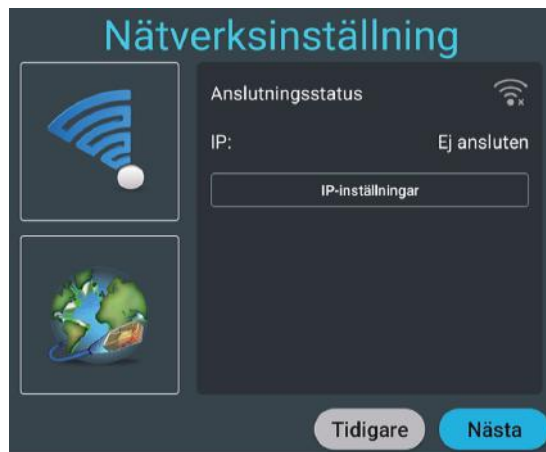 Nätverksinställning
Anslutningsstatus
IP: Ej ansluten
IP-inställningar
Tidigare Nästa